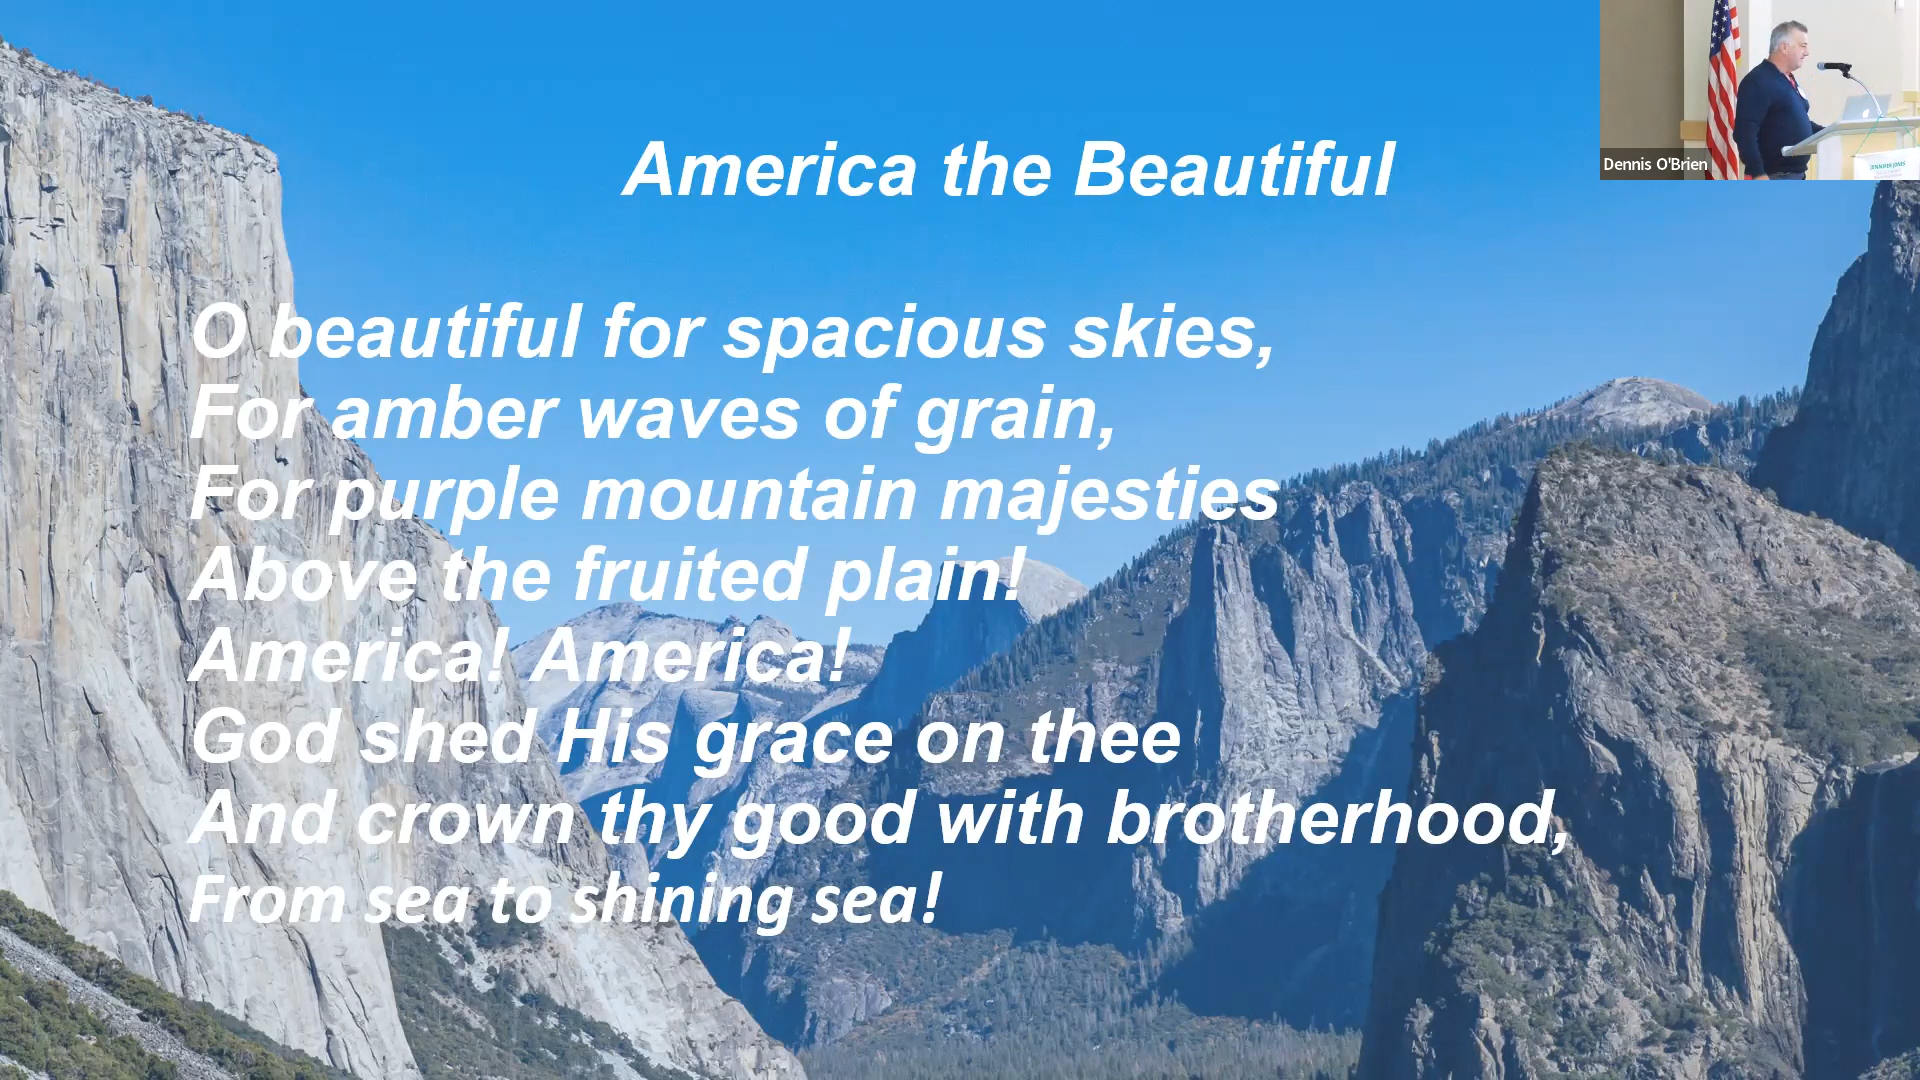 America the Beautiful
O beautiful for spacious skies,
For amber waves of grain,
For purple mountain majesties
Above the fruited plain!
America! America!
God shed His grace on thee
And crown thy good with brotherhood,
From sea to shining sea!
Dennis O'Brien
JENNIFER JONES